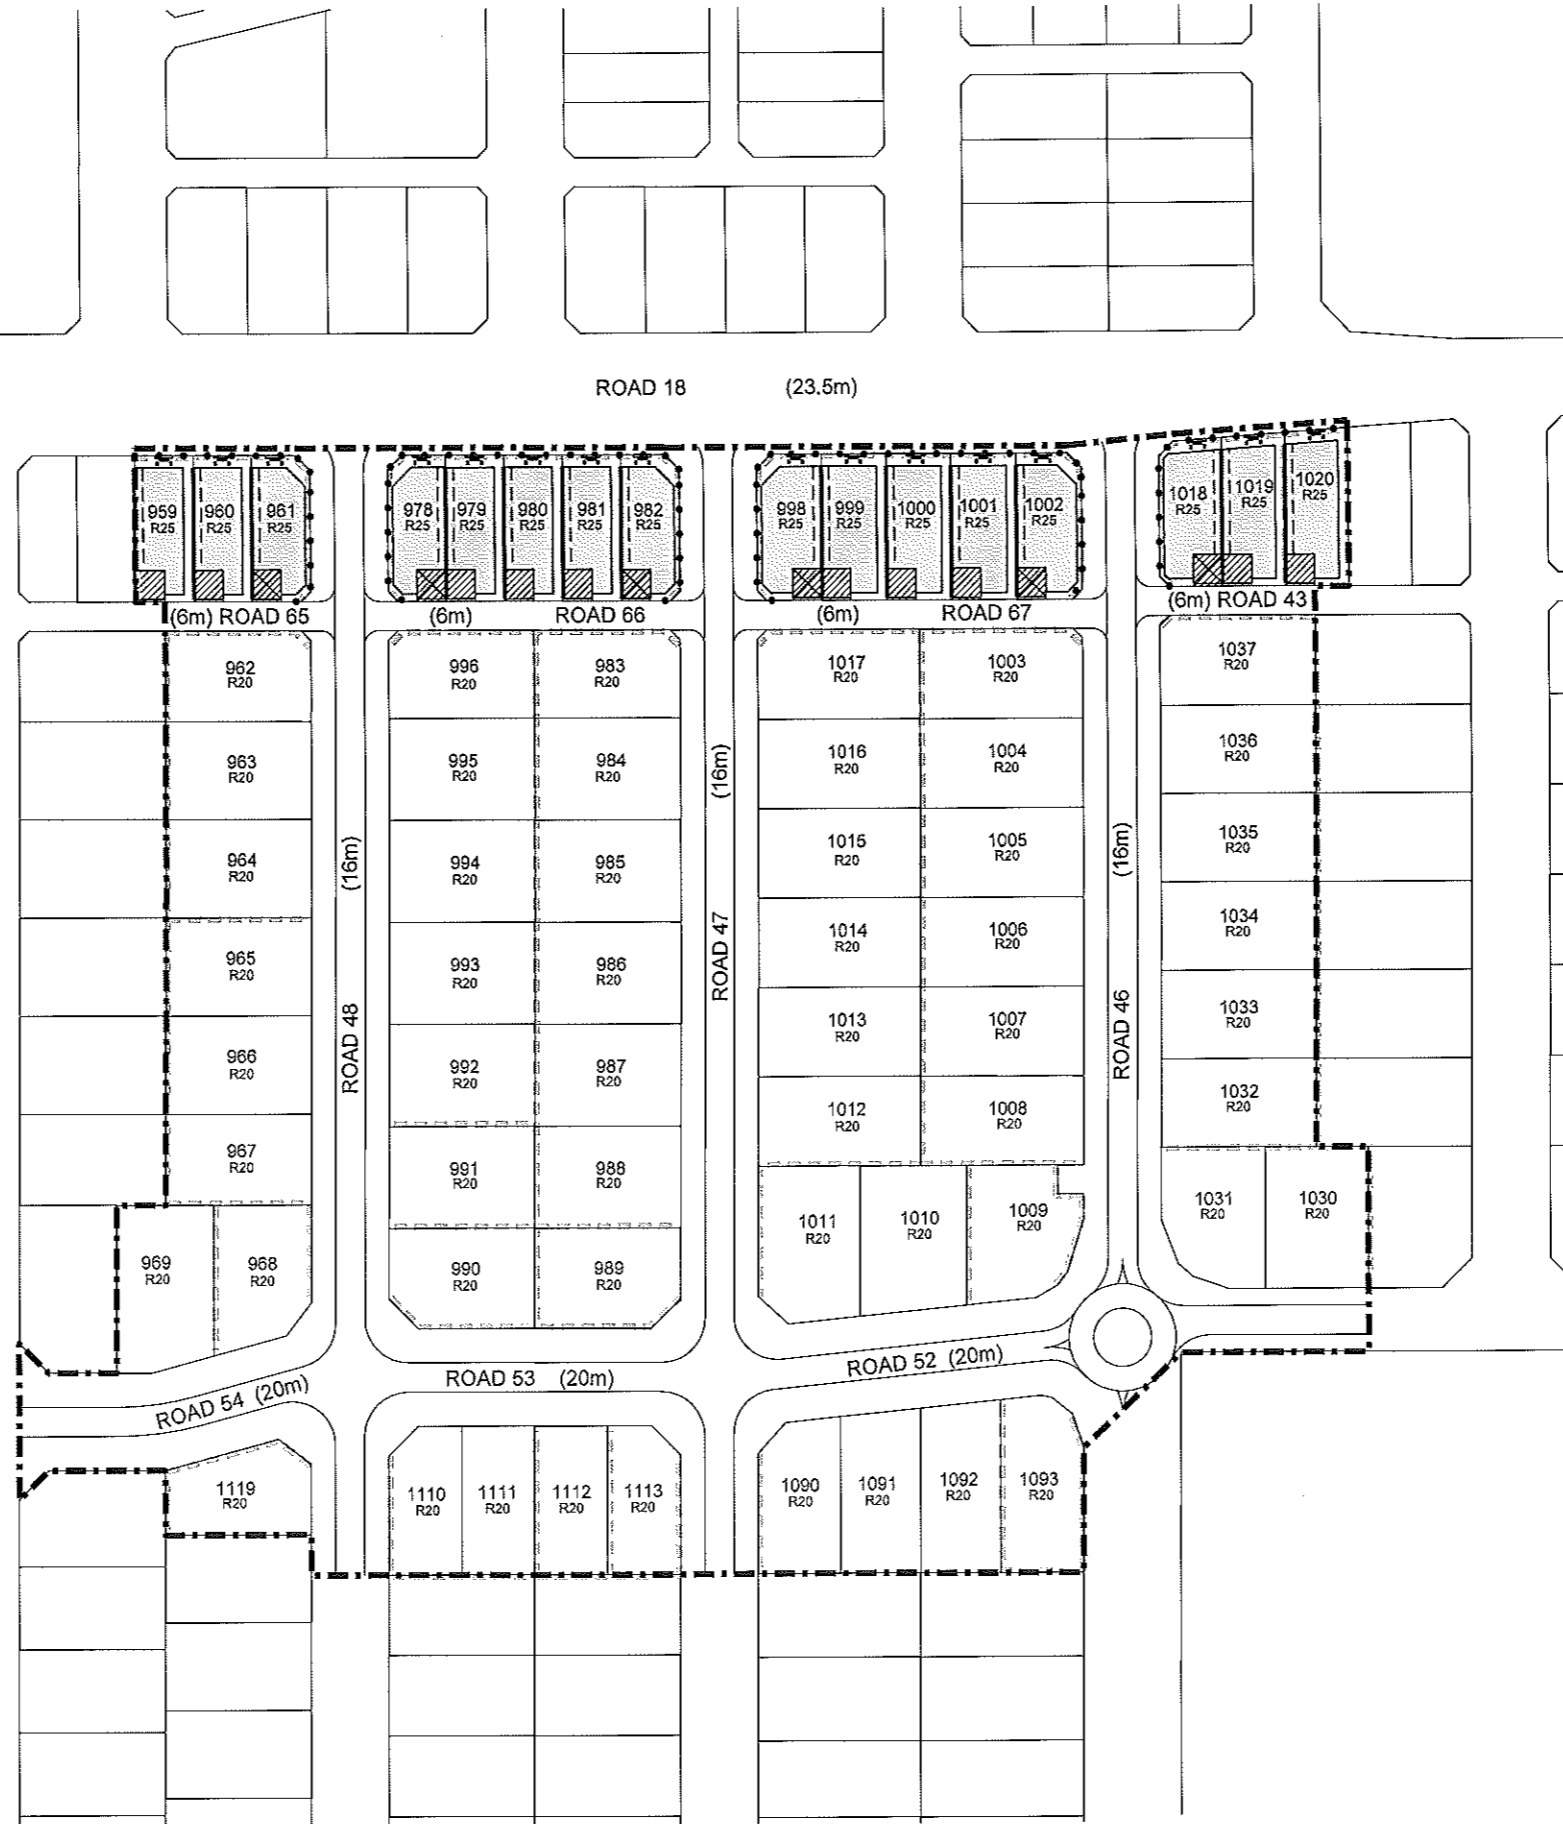 ROAD 18 (23.5m)
959
R25
960
R25
961
R25
978
R25
979
R25
980
R25
981
R25
982
R25
998
R25
999
R25
1000
R25
1001
R25
1002
R25
1018
R25
1019
R25
1020
R25
(6m) ROAD 65
(6m) ROAD 66
(6m) ROAD 67
(6m) ROAD 43
962
R20
963
R20
964
R20
965
R20
966
R20
967
R20
969
R20
968
R20
ROAD 48 (16m)
996
R20
983
R20
995
R20
984
R20
994
R20
985
R20
993
R20
986
R20
992
R20
987
R20
991
R20
988
R20
990
R20
989
R20
ROAD 47 (16m)
1017
R20
1003
R20
1016
R20
1004
R20
1015
R20
1005
R20
1014
R20
1006
R20
1013
R20
1007
R20
1012
R20
1008
R20
1011
R20
1010
R20
1009
R20
ROAD 46 (16m)
1037
R20
1036
R20
1035
R20
1034
R20
1033
R20
1032
R20
1031
R20
1030
R20
ROAD 54 (20m)
ROAD 53 (20m)
ROAD 52 (20m)
1119
R20
1110
R20
1111
R20
1112
R20
1113
R20
1090
R20
1091
R20
1092
R20
1093
R20